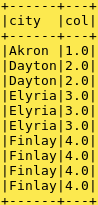 +------+---+
|city  |col|
+------+---+
|Akron |1.0|
|Dayton|2.0|
|Dayton|2.0|
|Elyria|3.0|
|Elyria|3.0|
|Elyria|3.0|
|Finlay|4.0|
|Finlay|4.0|
|Finlay|4.0|
|Finlay|4.0|
+------+---+